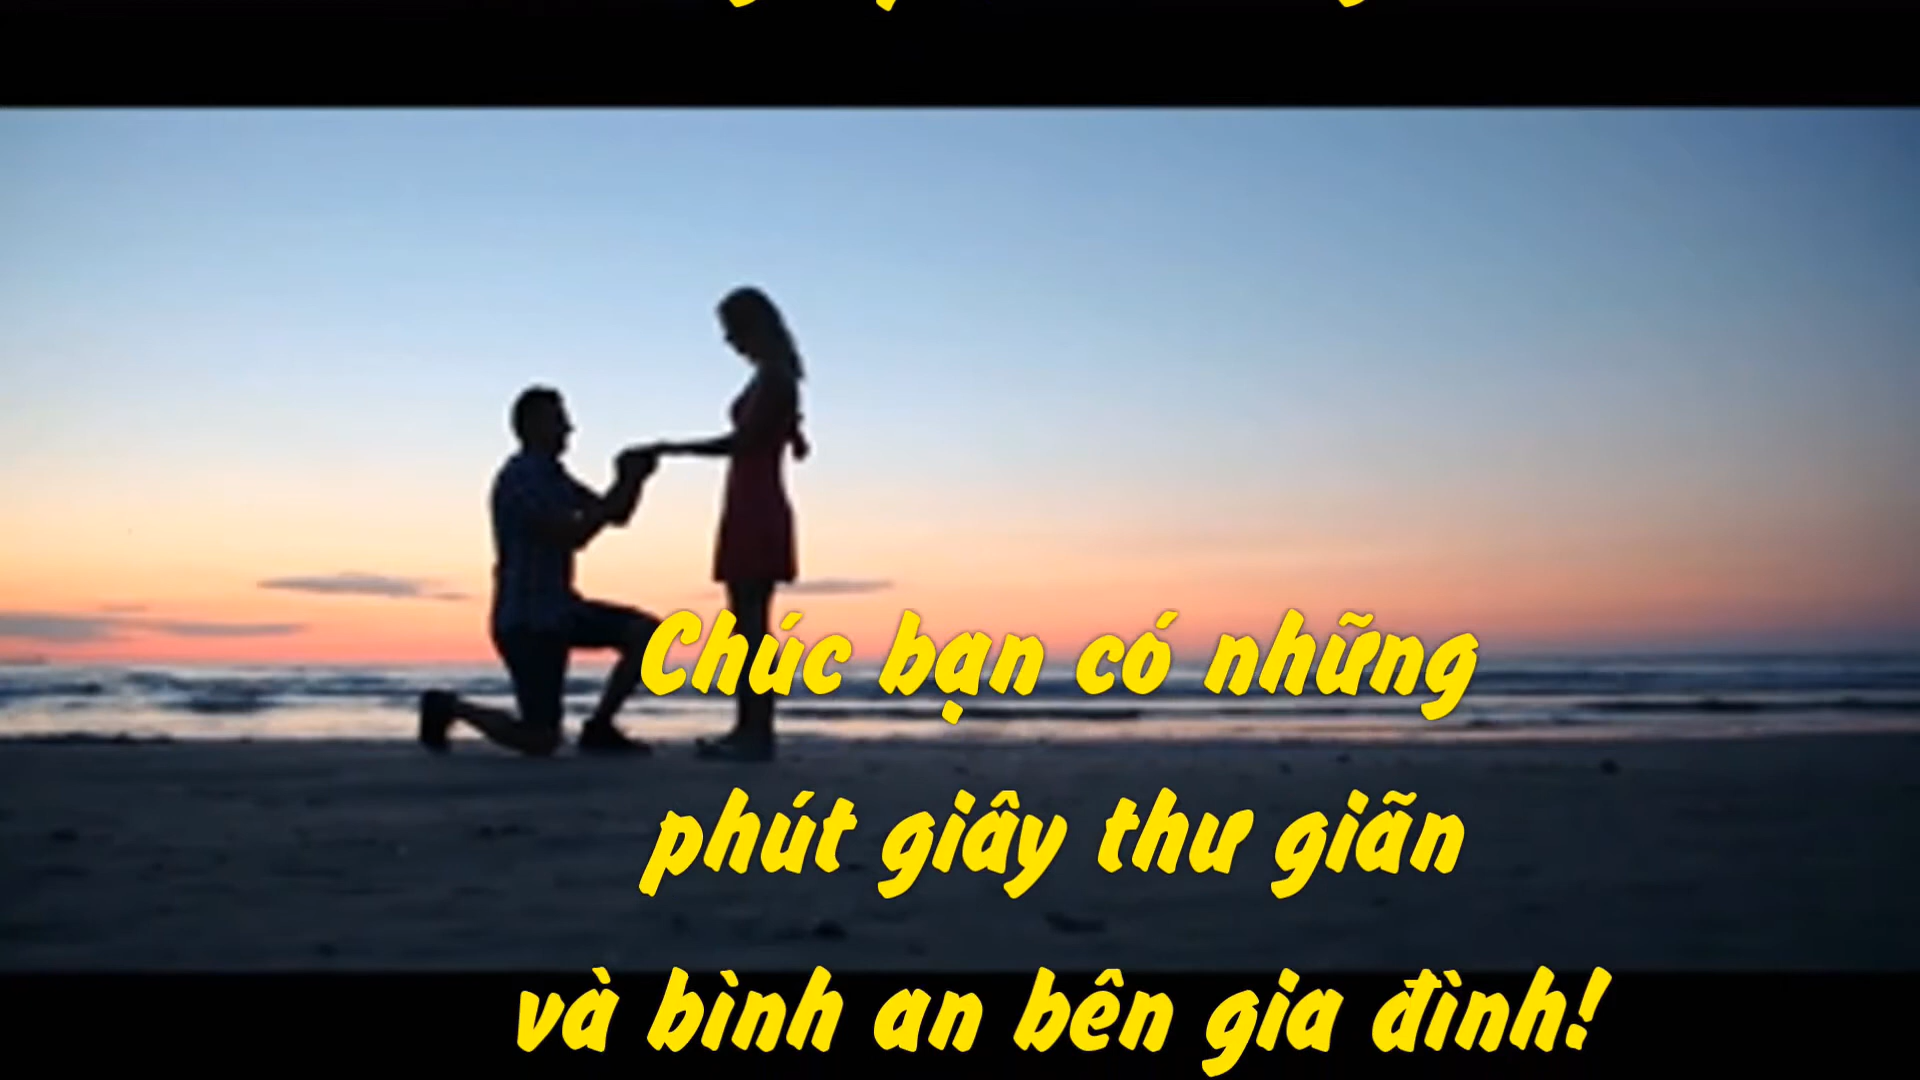 Chúc bạn có những
phút giây thư giãn
và bình an bên gia đình!